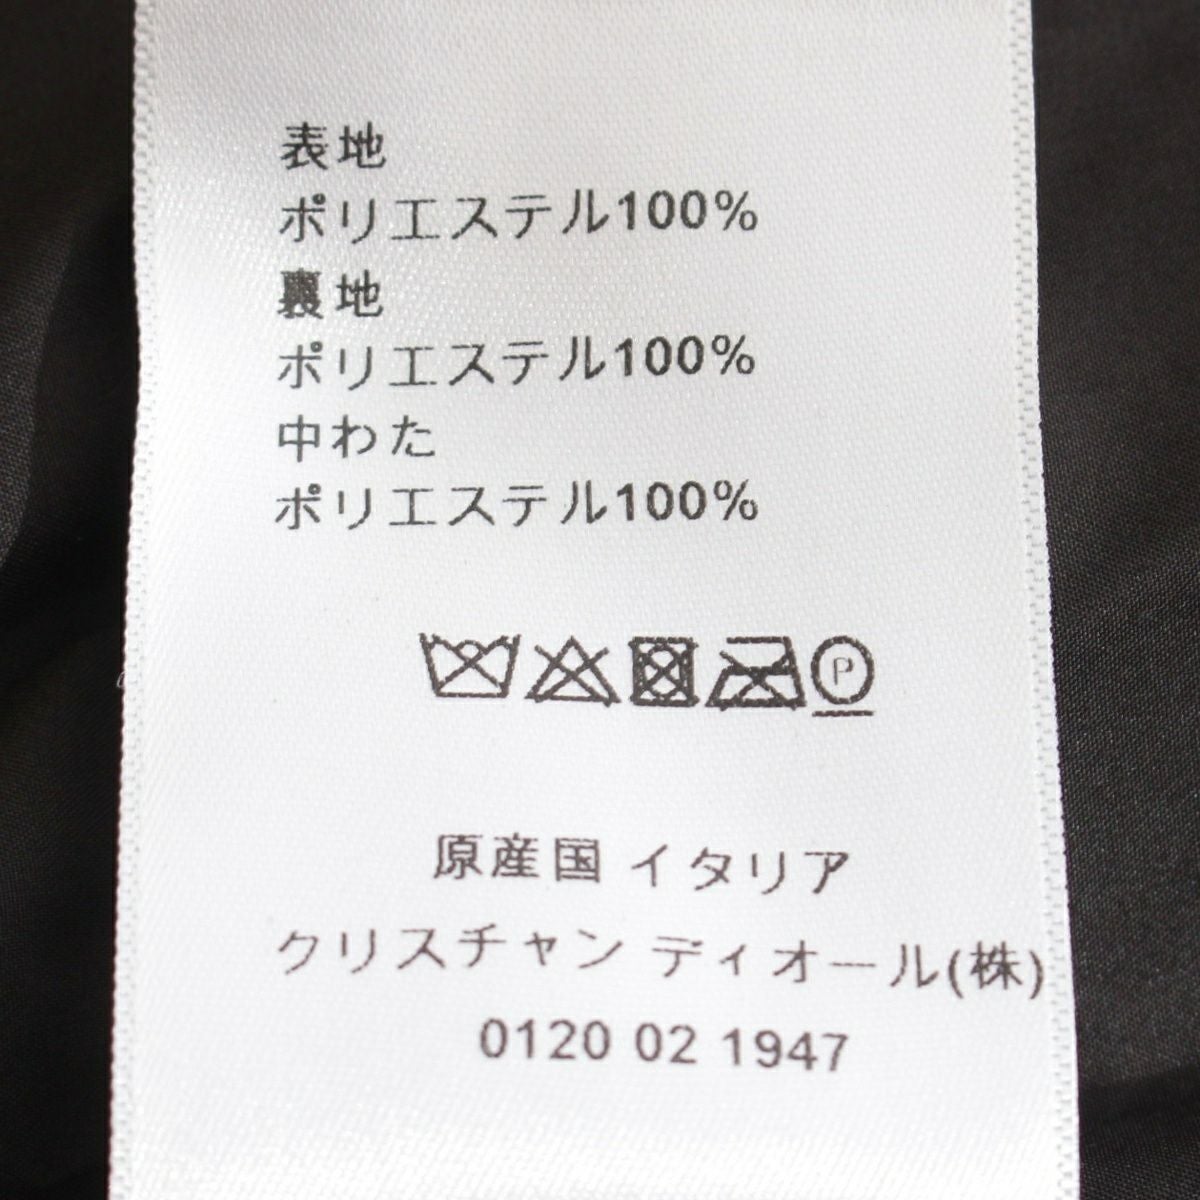 表地
ポリエステル100%
裏地
ポリエステル100%
中わた
ポリエステル100%
P
原産国 イタリア
クリスチャン ディオール(株)
0120 02 1947